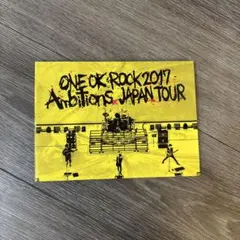 ONE OK ROCK 2017
Ambitions JAPAN TOUR